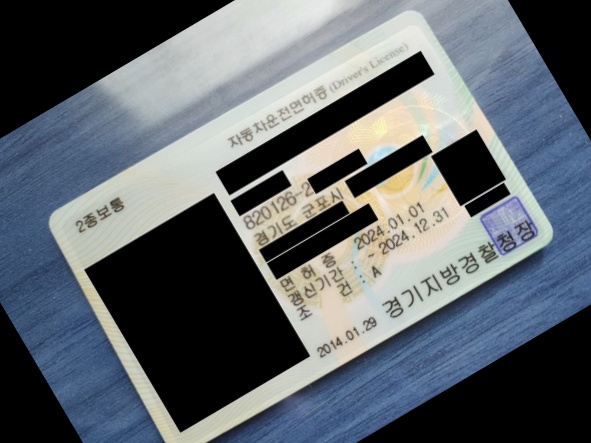 2종보통
자동차운전면허증 (Driver's License)
820126-2
경기도 군포시
면 허 증 2024.01.01
갱신기간 : ~ 2024.12.31
조 건 : A
2014.01.29 경기지방경찰청장